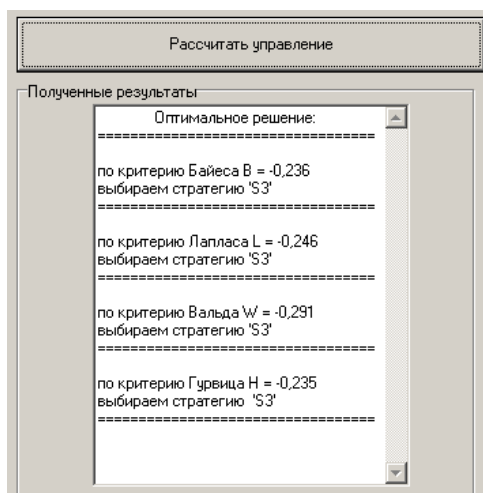 Рассчитать управление
Полученные результаты
Оптимальное решение:
==================================
по критерию Байеса B = -0,236
выбираем стратегию 'S3'
==================================
по критерию Лапласа L = -0,246
выбираем стратегию 'S3'
==================================
по критерию Вальда W = -0,291
выбираем стратегию 'S3'
==================================
по критерию Гурвица H = -0,235
выбираем стратегию 'S3'
==================================